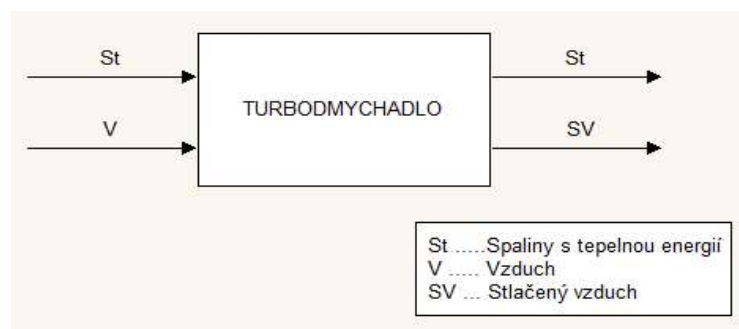 St
St
TURBODMYCHADLO
V
SV
St .....Spaliny s tepelnou energií
V ..... Vzduch
SV ... Stlačený vzduch